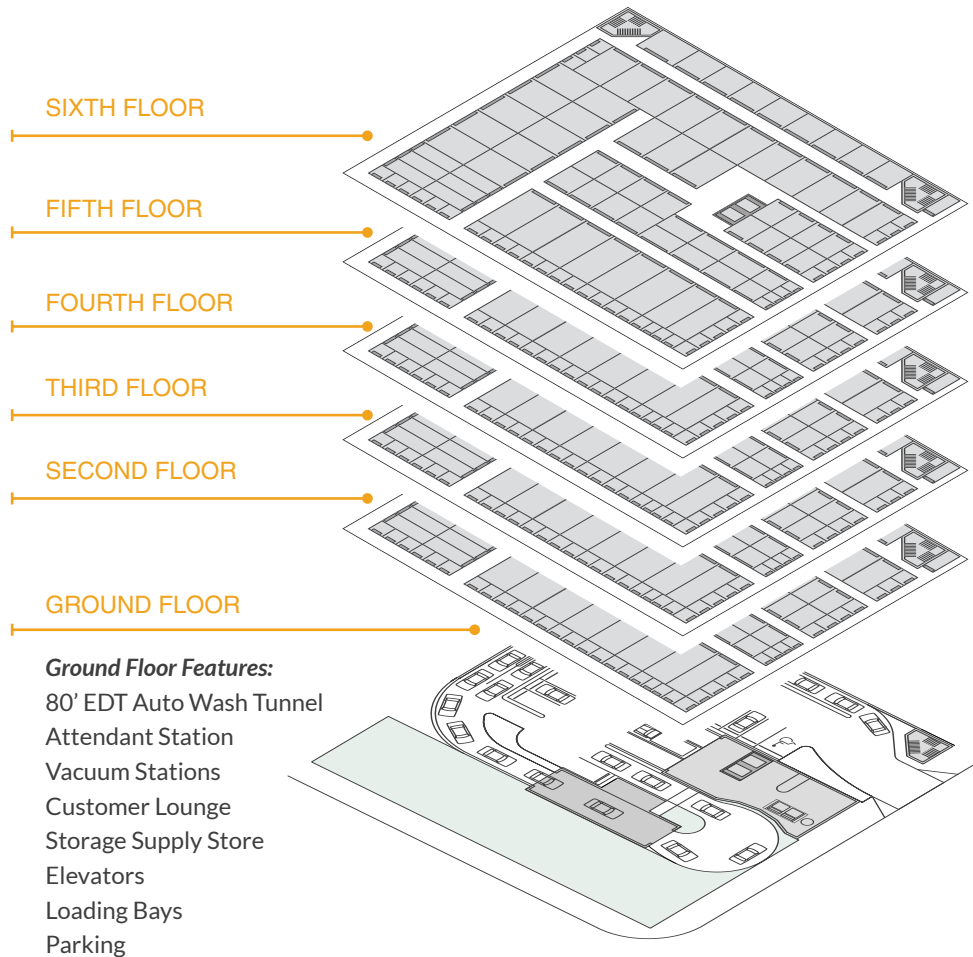 SIXTH FLOOR
FIFTH FLOOR
FOURTH FLOOR
THIRD FLOOR
SECOND FLOOR
GROUND FLOOR
Ground Floor Features:
80’ EDT Auto Wash Tunnel
Attendant Station
Vacuum Stations
Customer Lounge
Storage Supply Store
Elevators
Loading Bays
Parking